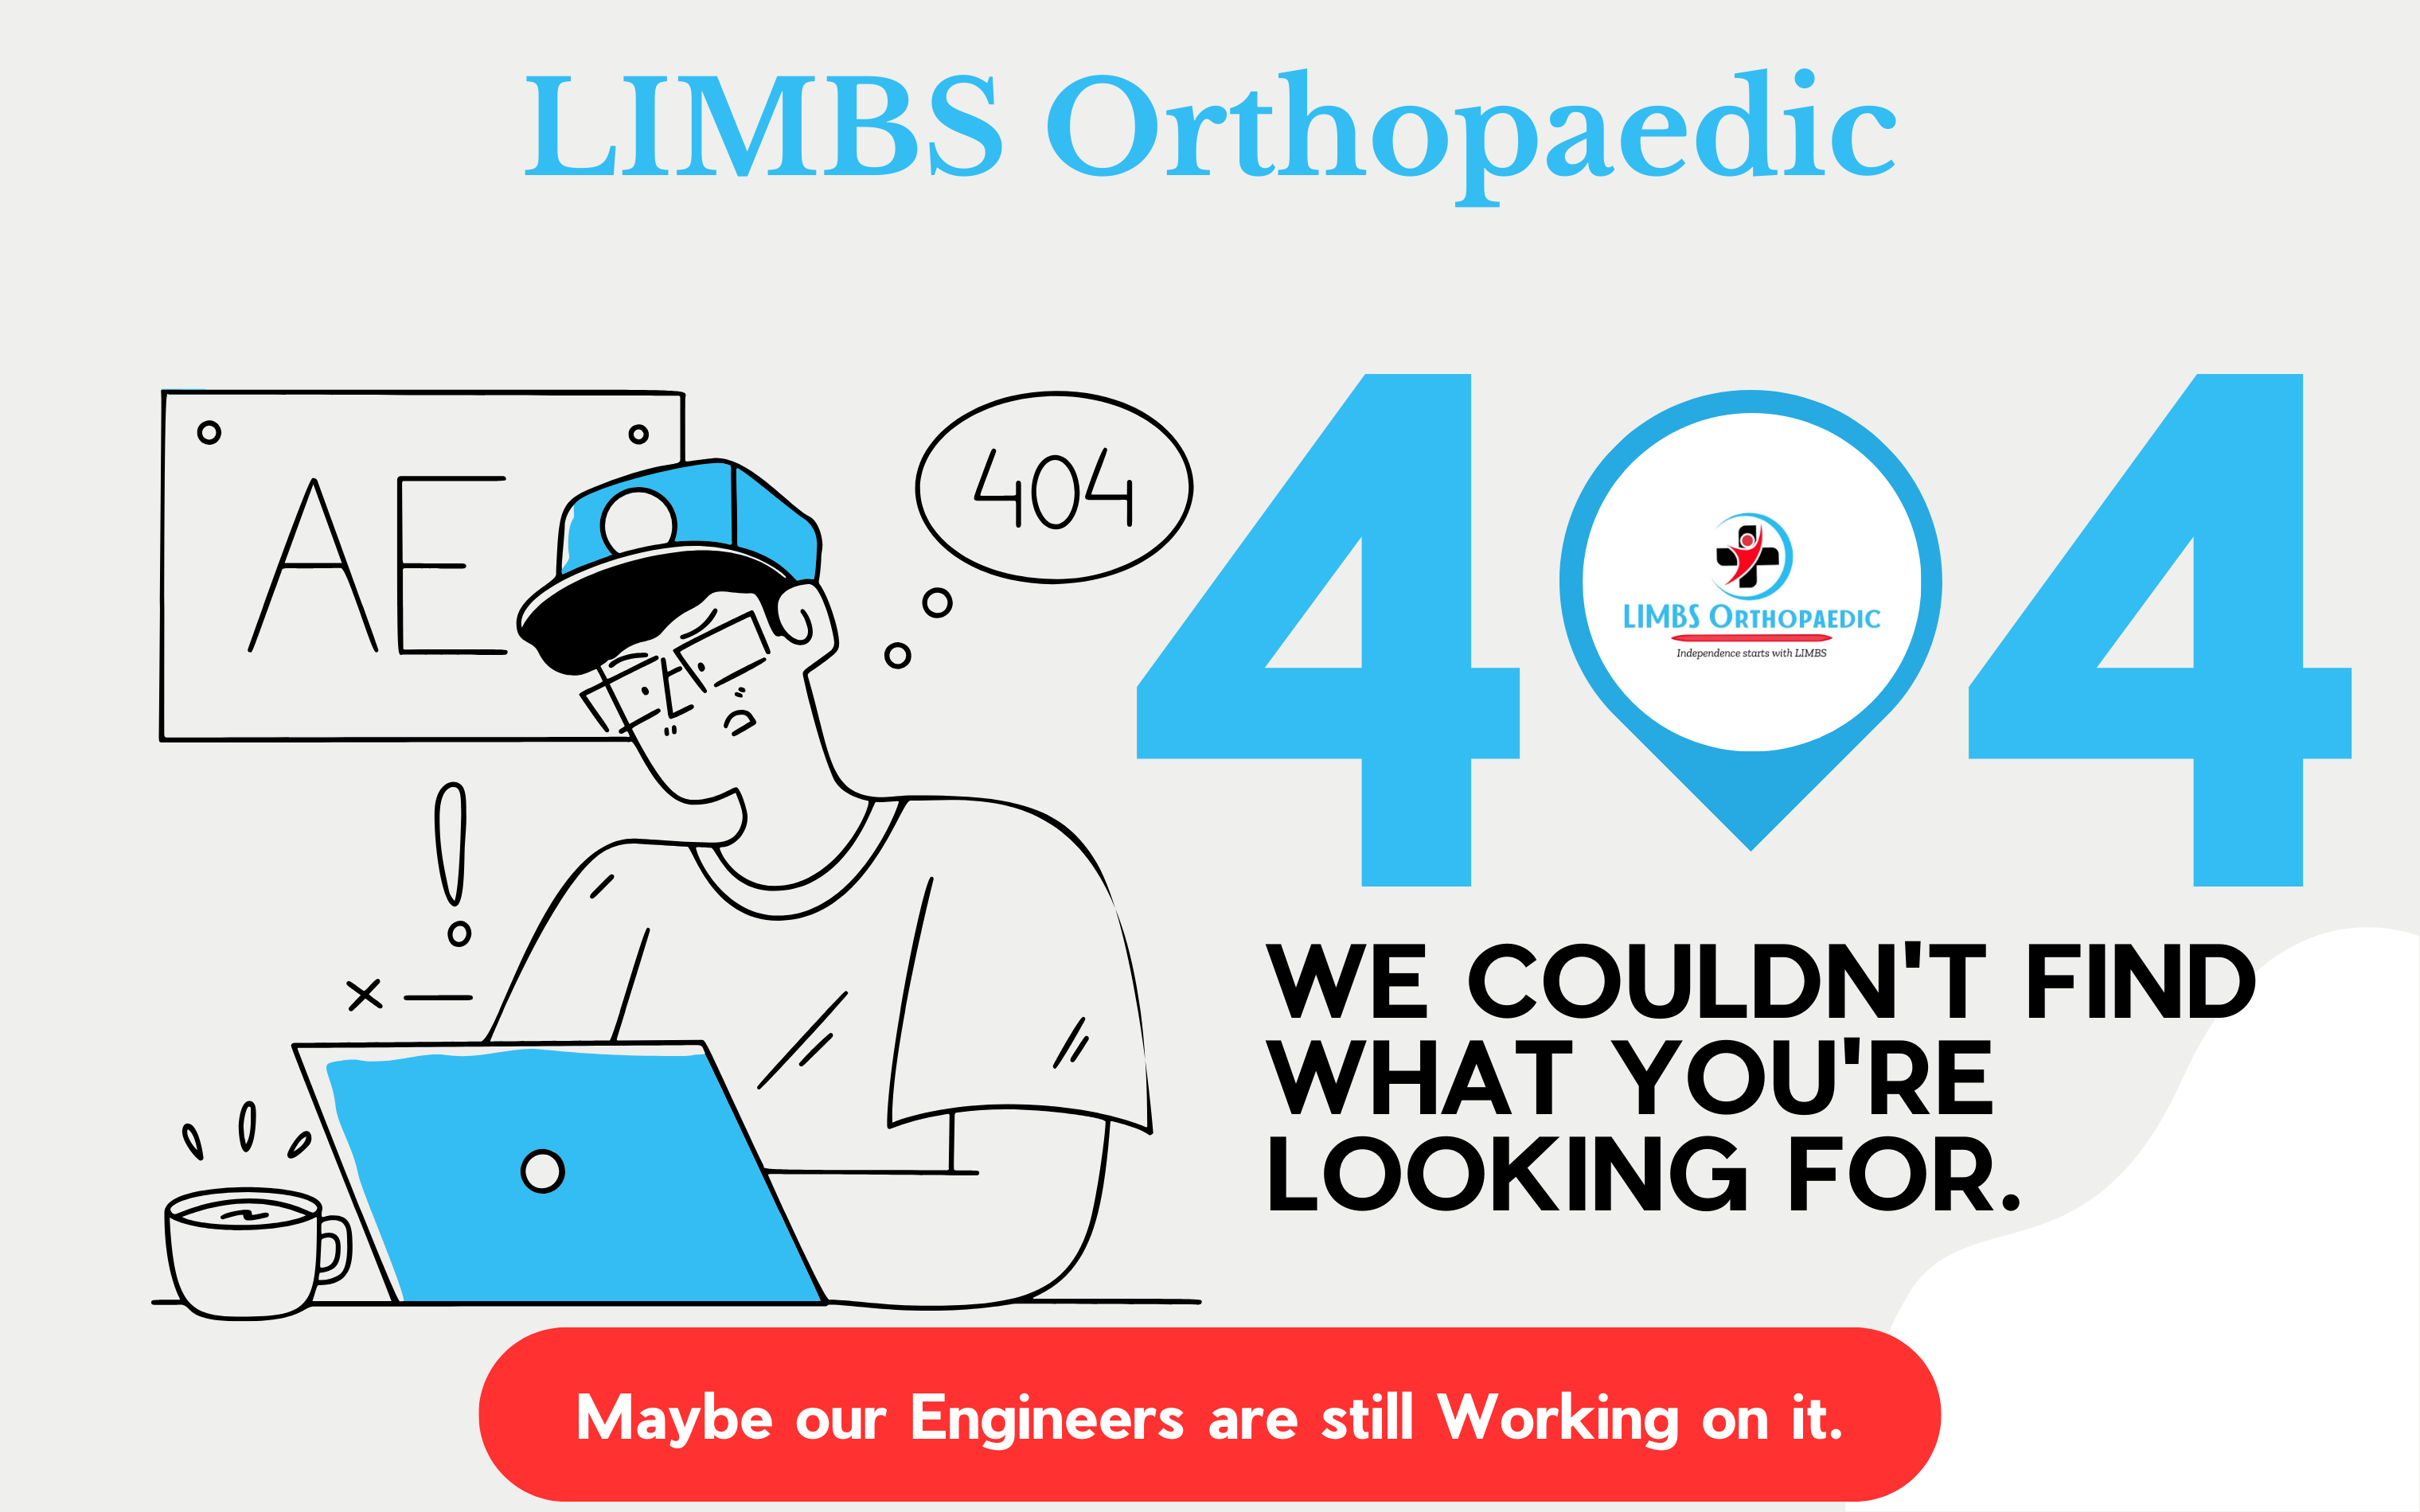 LIMBS Orthopaedic
AE
404
4 4
LIMBS ORTHOPAEDIC
Independence starts with LIMBS
WE COULDN'T FIND
WHAT YOU'RE
LOOKING FOR.
Maybe our Engineers are still Working on it.